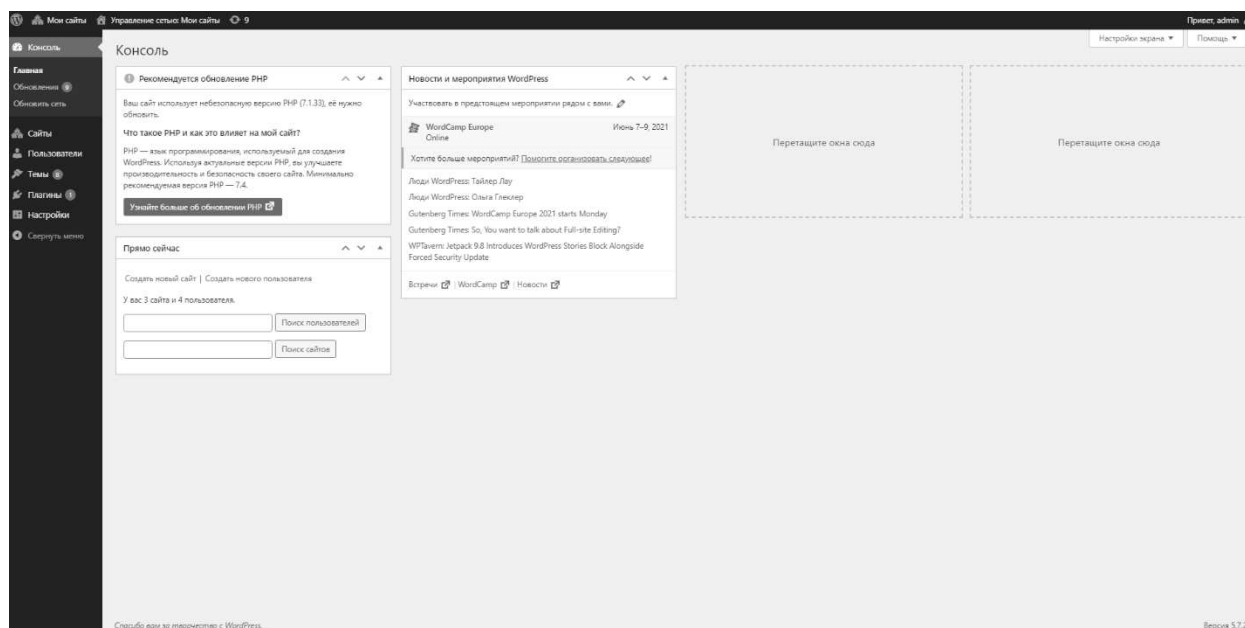 Мои сайты Управление сетью: Мои сайты 9 Привет, admin
Настройки экрана Помощь
Консоль
Главная
Обновления 9
Обновить сеть
Сайты
Пользователи
Темы 8
Плагины 1
Настройки
Свернуть меню
Консоль
Рекомендуется обновление PHP
Ваш сайт использует небезопасную версию PHP (7.1.33), её нужно
обновить.
Что такое PHP и как это влияет на мой сайт?
PHP — язык программирования, используемый для создания
WordPress. Используя актуальные версии PHP, вы улучшаете
производительность и безопасность своего сайта. Минимально
рекомендуемая версия PHP — 7.4.
Узнайте больше об обновлении PHP
Прямо сейчас
Создать новый сайт | Создать нового пользователя
У вас 3 сайта и 4 пользователя.
Поиск пользователей
Поиск сайтов
Новости и мероприятия WordPress
Участвовать в предстоящем мероприятии рядом с вами.
WordCamp Europe Июнь 7–9, 2021
Online
Хотите больше мероприятий? Помогите организовать следующее!
Люди WordPress: Тайлер Лау
Люди WordPress: Ольга Глеклер
Gutenberg Times: WordCamp Europe 2021 starts Monday
Gutenberg Times: So, You want to talk about Full-site Editing?
WPTavern: Jetpack 9.8 Introduces WordPress Stories Block Alongside
Forced Security Update
Встречи | WordCamp | Новости
Перетащите окна сюда
Перетащите окна сюда
Спасибо вам за творчество с WordPress.
Версия 5.7.2